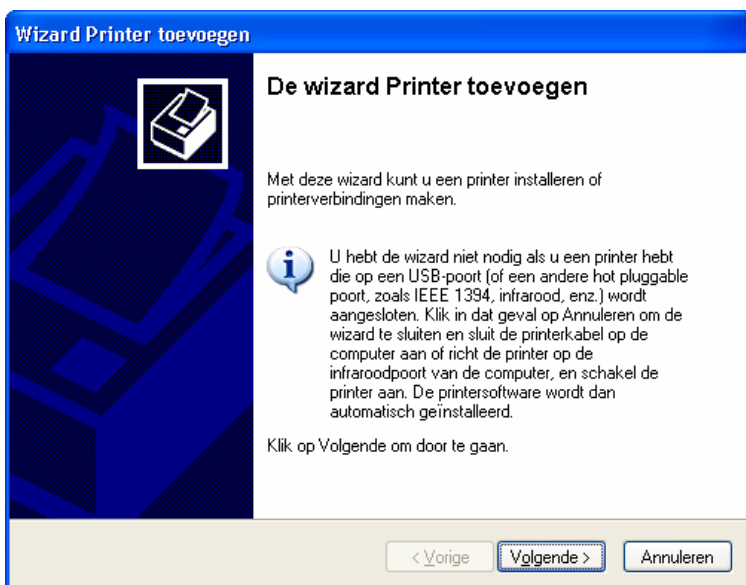 Wizard Printer toevoegen
De wizard Printer toevoegen
Met deze wizard kunt u een printer installeren of
printerverbindingen maken.
U hebt de wizard niet nodig als u een printer hebt
die op een USB-poort (of een andere hot pluggable
poort, zoals IEEE 1394, infrarood, enz.) wordt
aangesloten. Klik in dat geval op Annuleren om de
wizard te sluiten en sluit de printerkabel op de
computer aan of richt de printer op de
infraroodpoort van de computer, en schakel de
printer aan. De printersoftware wordt dan
automatisch geïnstalleerd.
Klik op Volgende om door te gaan.
< Vorige Volgende > Annuleren